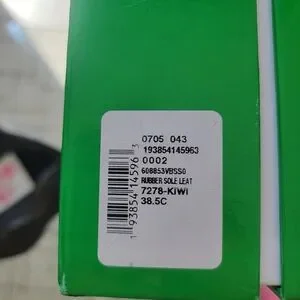 0705 043
193854145963
0002
608853VBSS0
RUBBER SOLE LEAT
7278-KIWI
38.5C
1 93854 14596 3